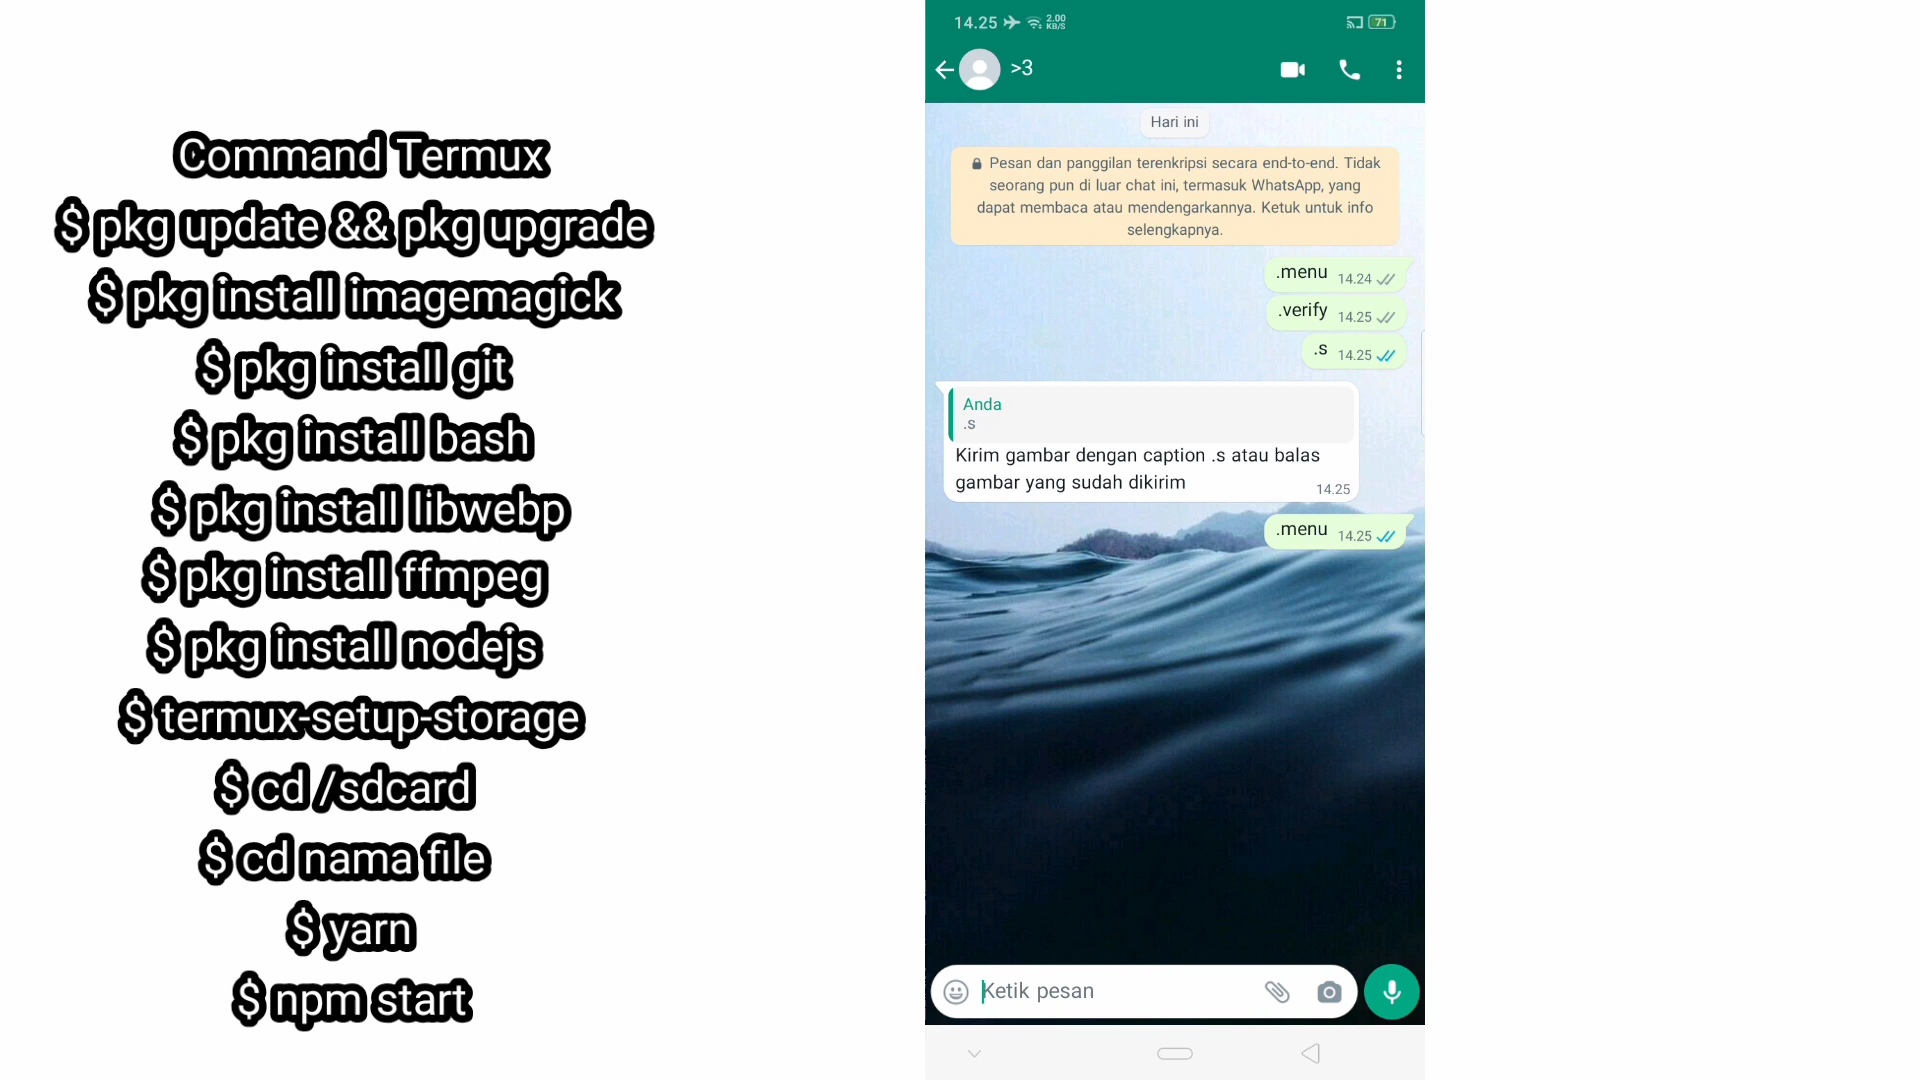 Command Termux
$ pkg update && pkg upgrade
$ pkg install imagemagick
$ pkg install git
$ pkg install bash
$ pkg install libwebp
$ pkg install ffmpeg
$ pkg install nodejs
$ termux-setup-storage
$ cd /sdcard
$ cd nama file
$ yarn
$ npm start
14.25 2.00 KB/S 71
>3
Hari ini
Pesan dan panggilan terenkripsi secara end-to-end. Tidak
seorang pun di luar chat ini, termasuk WhatsApp, yang
dapat membaca atau mendengarkannya. Ketuk untuk info
selengkapnya.
.menu 14.24
.verify 14.25
.s 14.25
Anda
.s
Kirim gambar dengan caption .s atau balas
gambar yang sudah dikirim 14.25
.menu 14.25
Ketik pesan